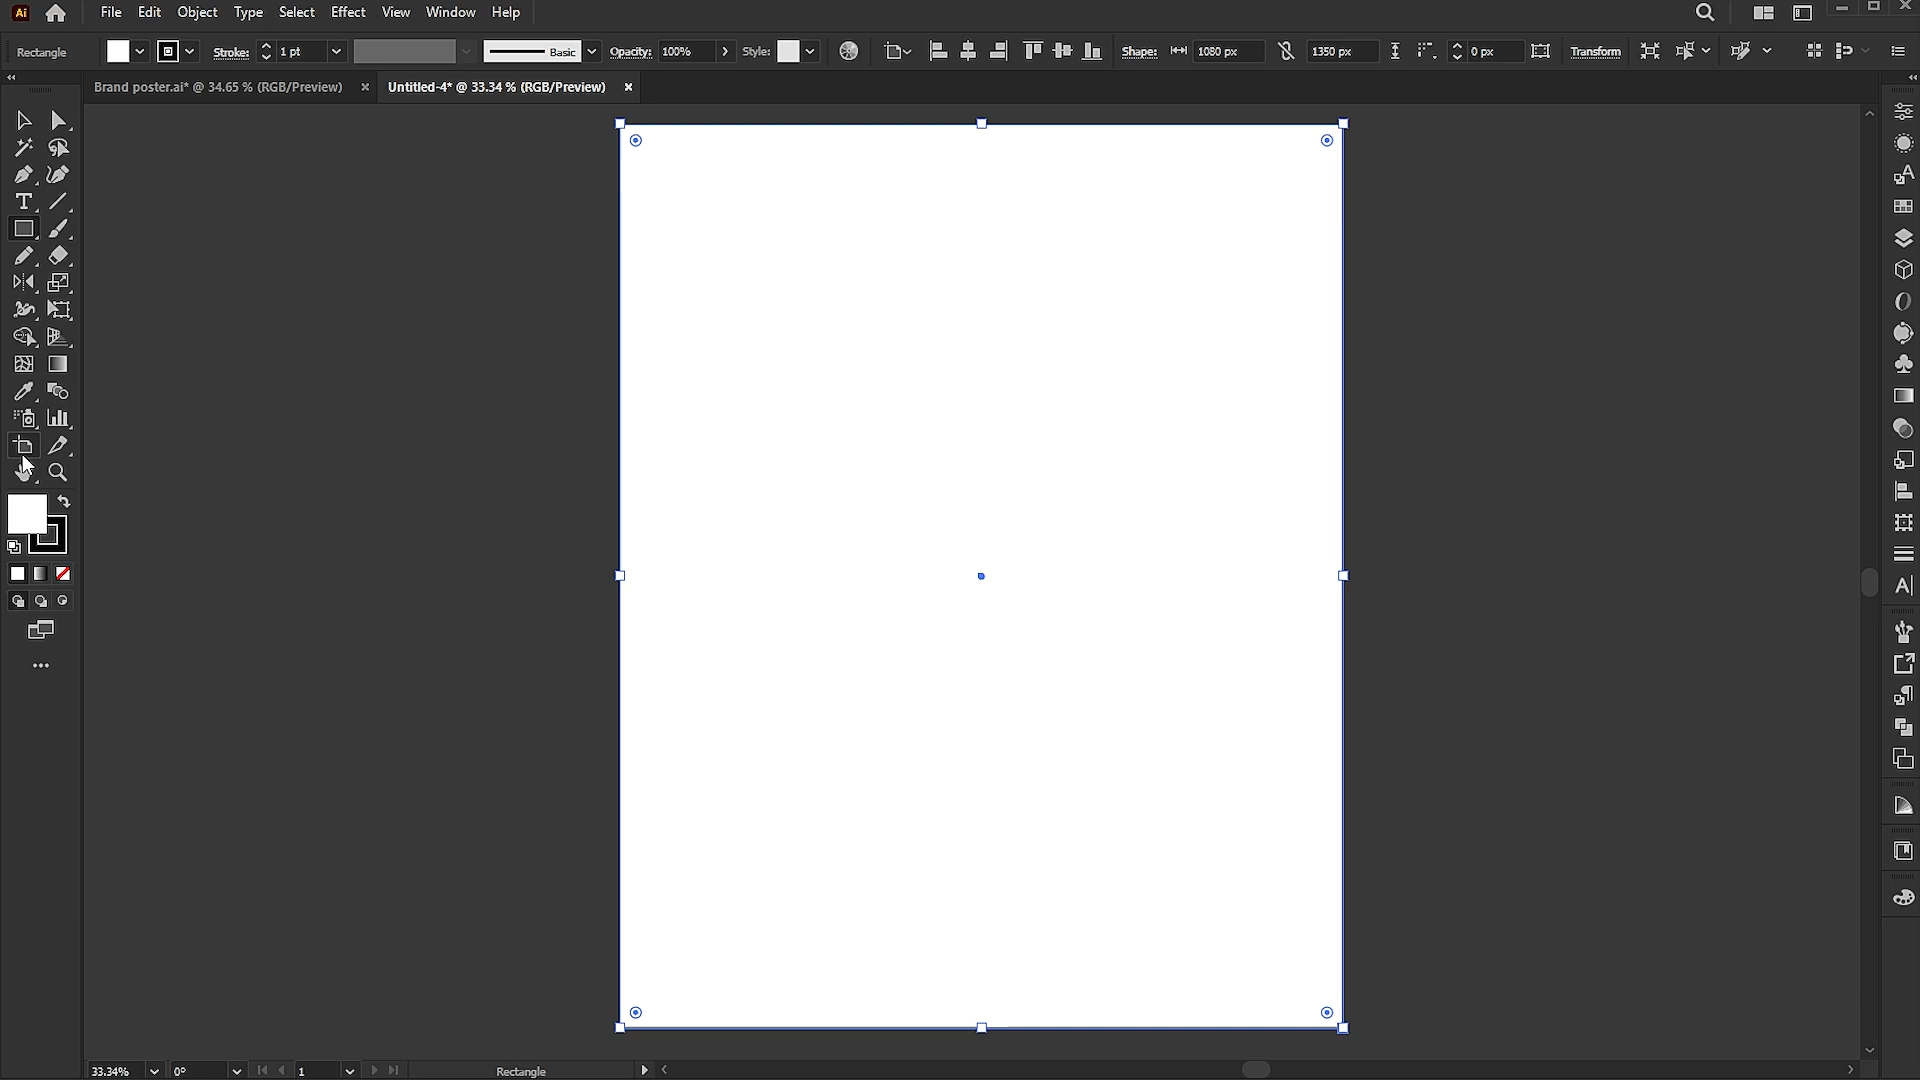 Ai File Edit Object Type Select Effect View Window Help
Rectangle Stroke: 1 pt Basic Opacity: 100% Style: Shape: 1080 px 1350 px 0 px Transform
Brand poster.ai* @ 34.65 % (RGB/Preview) × Untitled-4* @ 33.34 % (RGB/Preview) ×
33.34% 0° 1 Rectangle